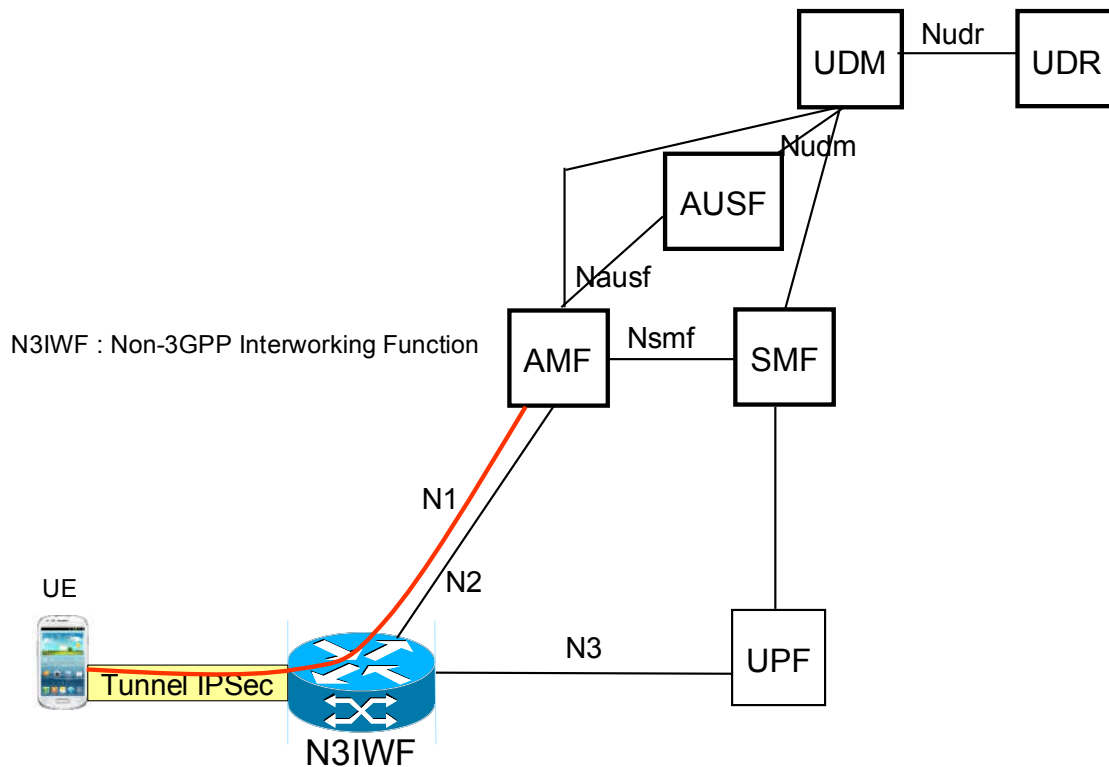 Nudr
UDM
UDR
Nudm
AUSF
Nausf
N3IWF : Non-3GPP Interworking Function
AMF
Nsmf
SMF
N1
N2
UE
Tunnel IPSec
N3
UPF
N3IWF